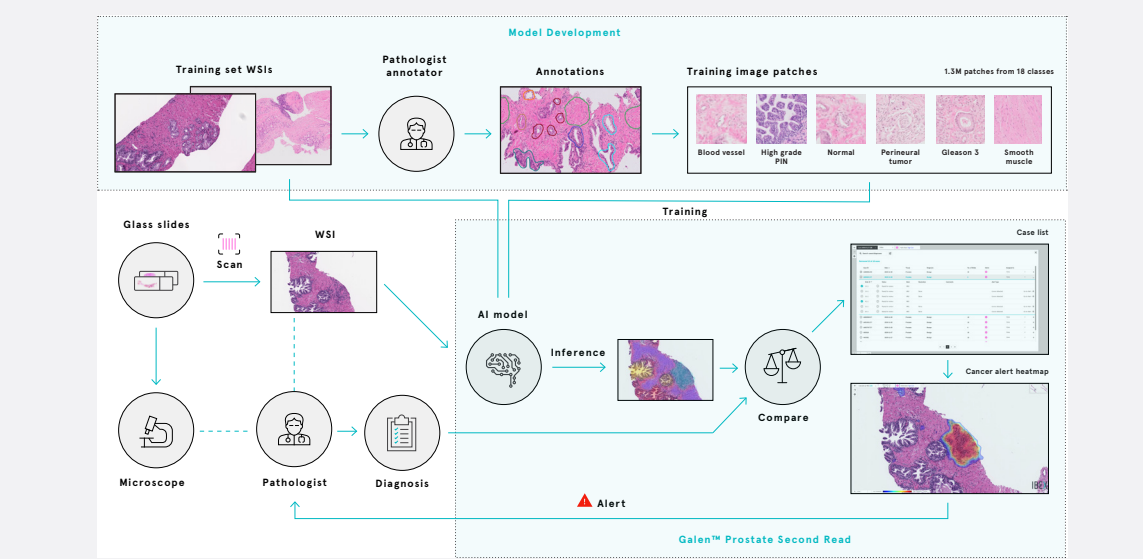 Model Development
Training set WSIs
Pathologist
annotator
Annotations
Training image patches
1.3M patches from 18 classes
Blood vessel
High grade
PIN
Normal
Perineural
tumor
Gleason 3
Smooth
muscle
Training
Glass slides
Scan
WSI
AI model
Inference
Compare
Case list
Cancer alert heatmap
Microscope
Pathologist
Diagnosis
Alert
Galen™ Prostate Second Read